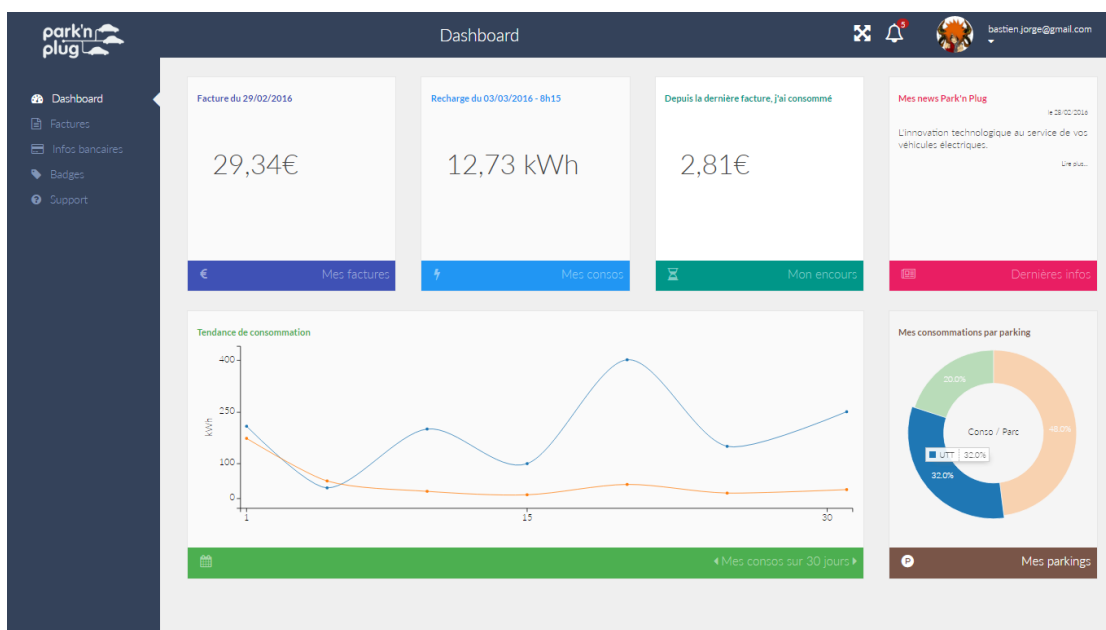 park'n
plug
Dashboard
5
bastien.jorge@gmail.com
Dashboard
Factures
Infos bancaires
Badges
Support
Facture du 29/02/2016
29,34€
€ Mes factures
Recharge du 03/03/2016 - 8h15
12,73 kWh
Mes consos
Depuis la dernière facture, j'ai consommé
2,81€
Mon encours
Mes news Park'n Plug
le 28/02/2016
L'innovation technologique au service de vos
véhicules électriques.
Lire plus...
Dernières infos
Tendance de consommation
400
250
kWh
100
0
1 15 30
Mes consos sur 30 jours
Mes consommations par parking
20.0%
48.0%
Conso / Parc
UTT 32.0%
32.0%
P Mes parkings